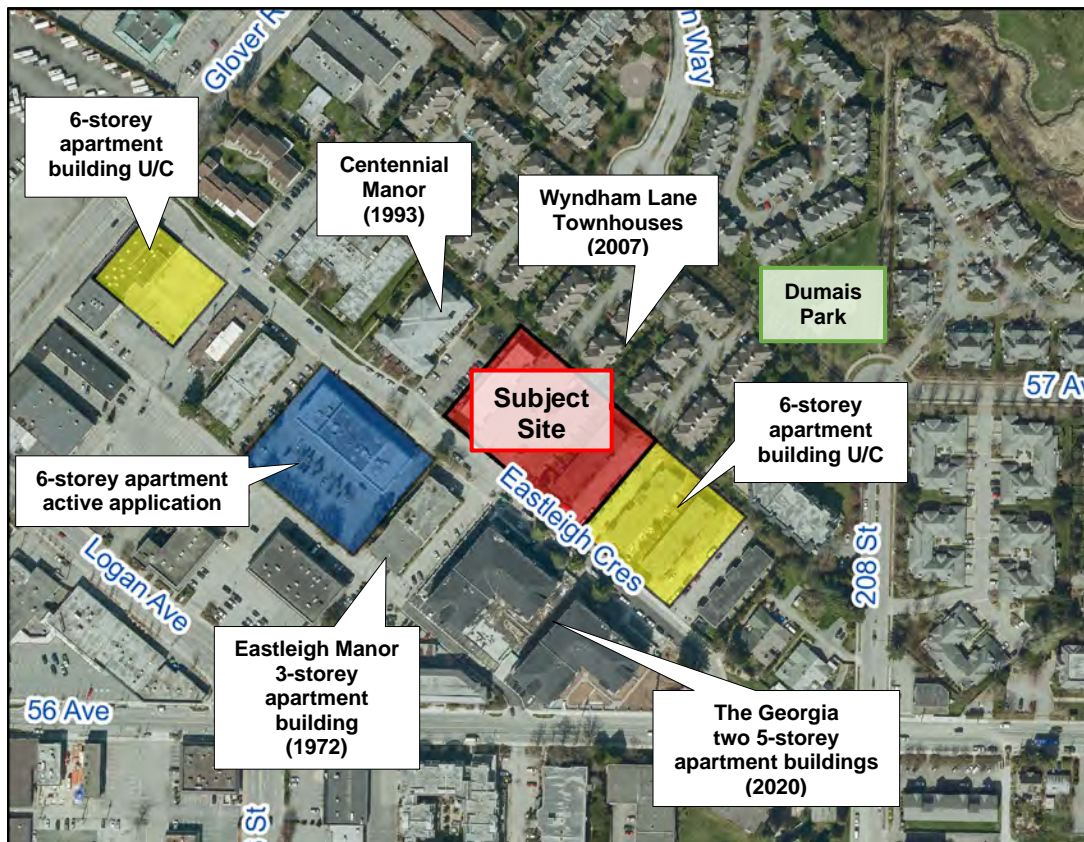 Glover R
n Way
6-storey
apartment
building U/C
Centennial
Manor
(1993)
Wyndham Lane
Townhouses
(2007)
Dumais
Park
57 Av
Subject
Site
6-storey
apartment
building U/C
6-storey apartment
active application
Eastleigh Cres
208 St
Logan Ave
Eastleigh Manor
3-storey
apartment
building
(1972)
The Georgia
two 5-storey
apartment buildings
(2020)
56 Ave
St